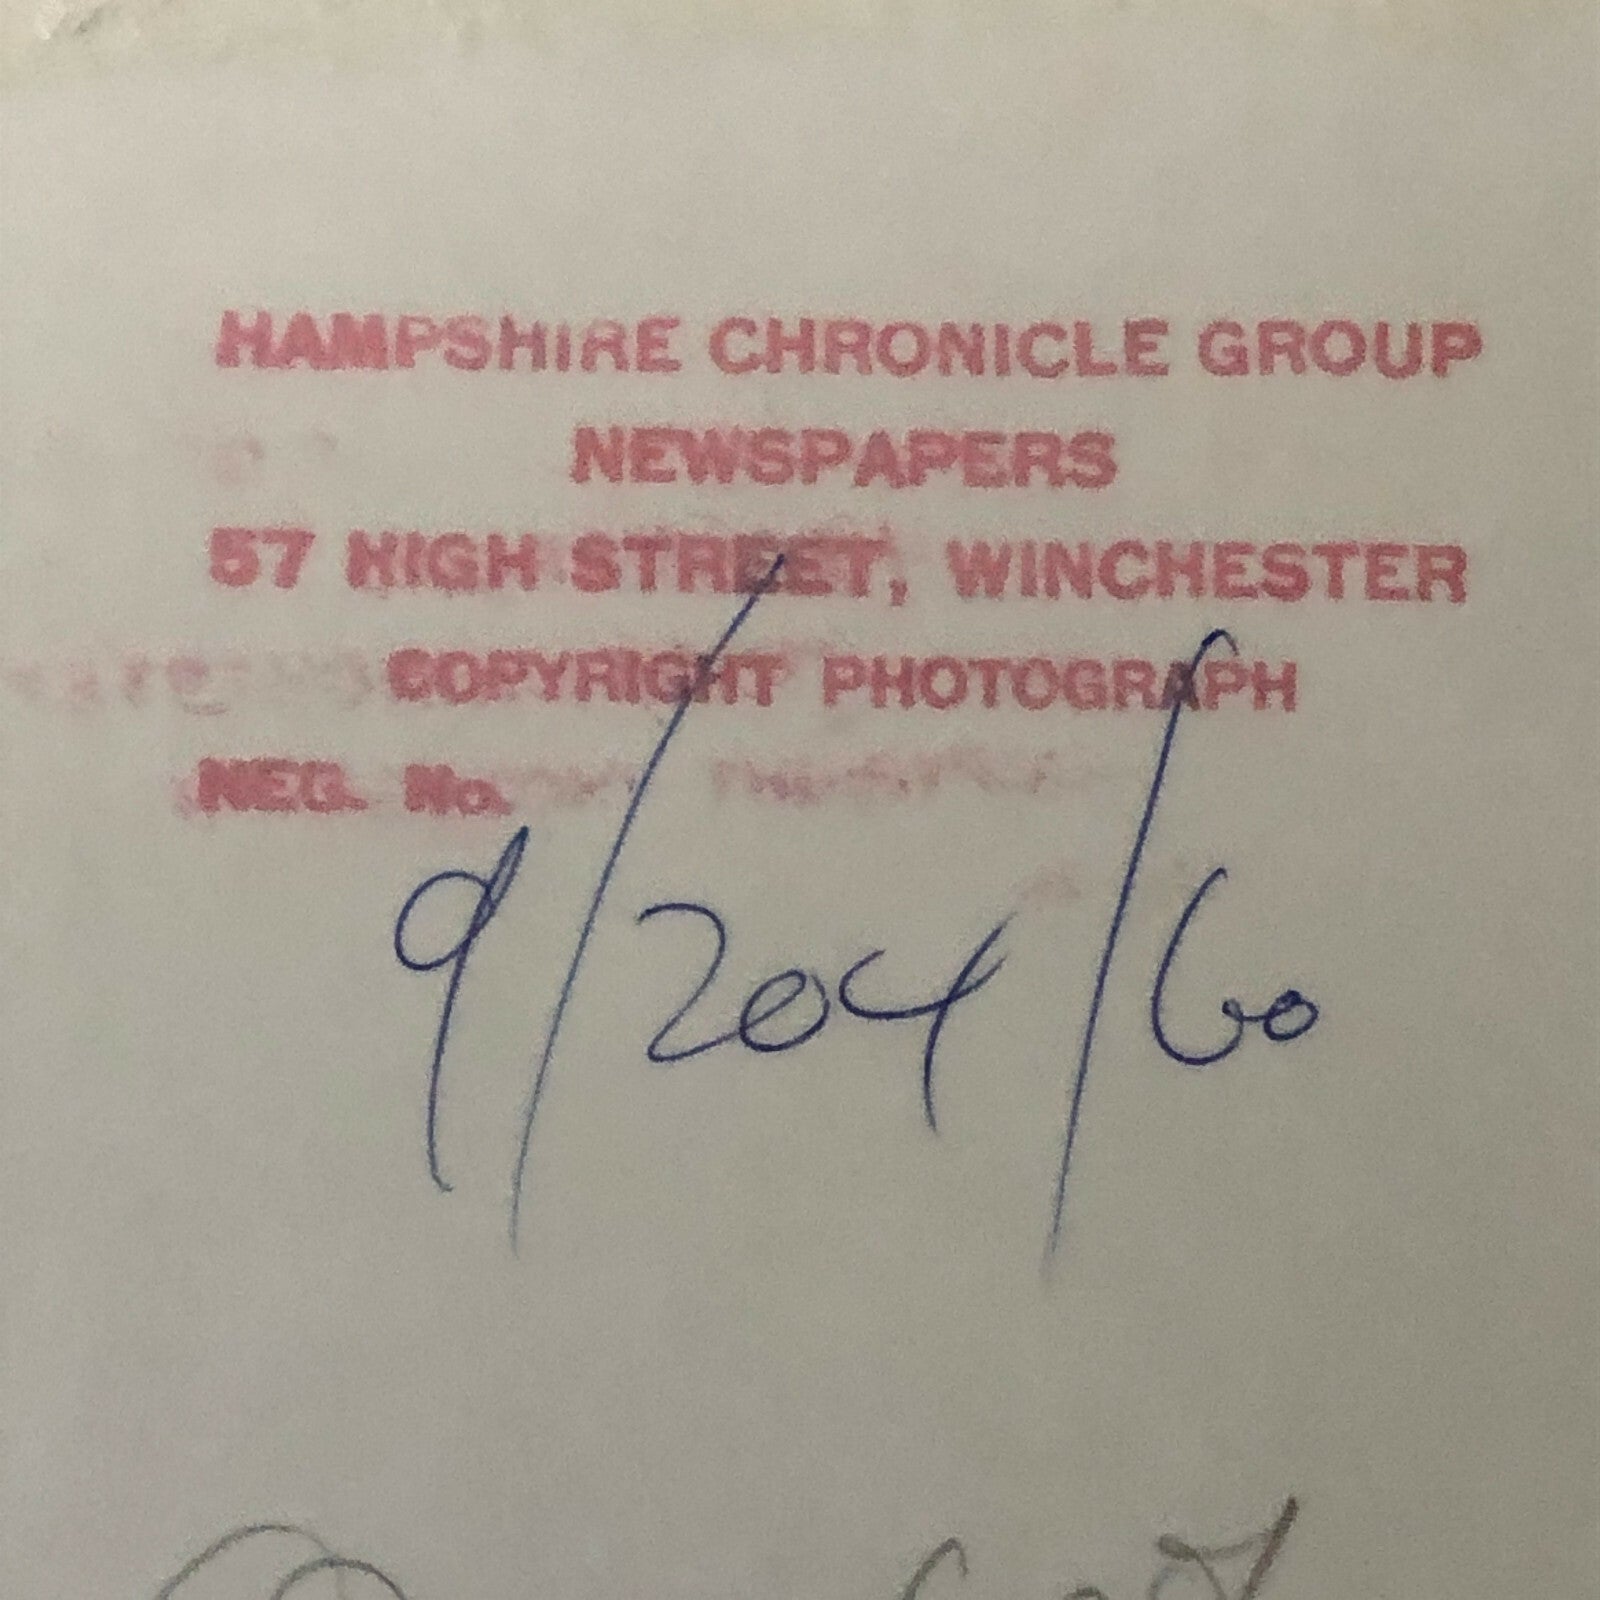 HAMPSHIRE CHRONICLE GROUP
NEWSPAPERS
57 HIGH STREET, WINCHESTER
COPYRIGHT PHOTOGRAPH
NEG. No.
9/204/60